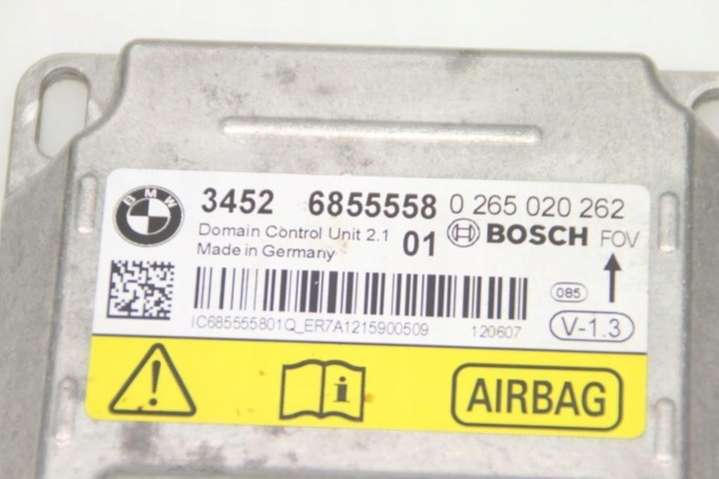 BMW
3452 6855558 0 265 020 262
Domain Control Unit 2.1 01 BOSCH FOV
Made in Germany
085
IC685555801Q_ER7A1215900509 120607 V-1.3
i
AIRBAG